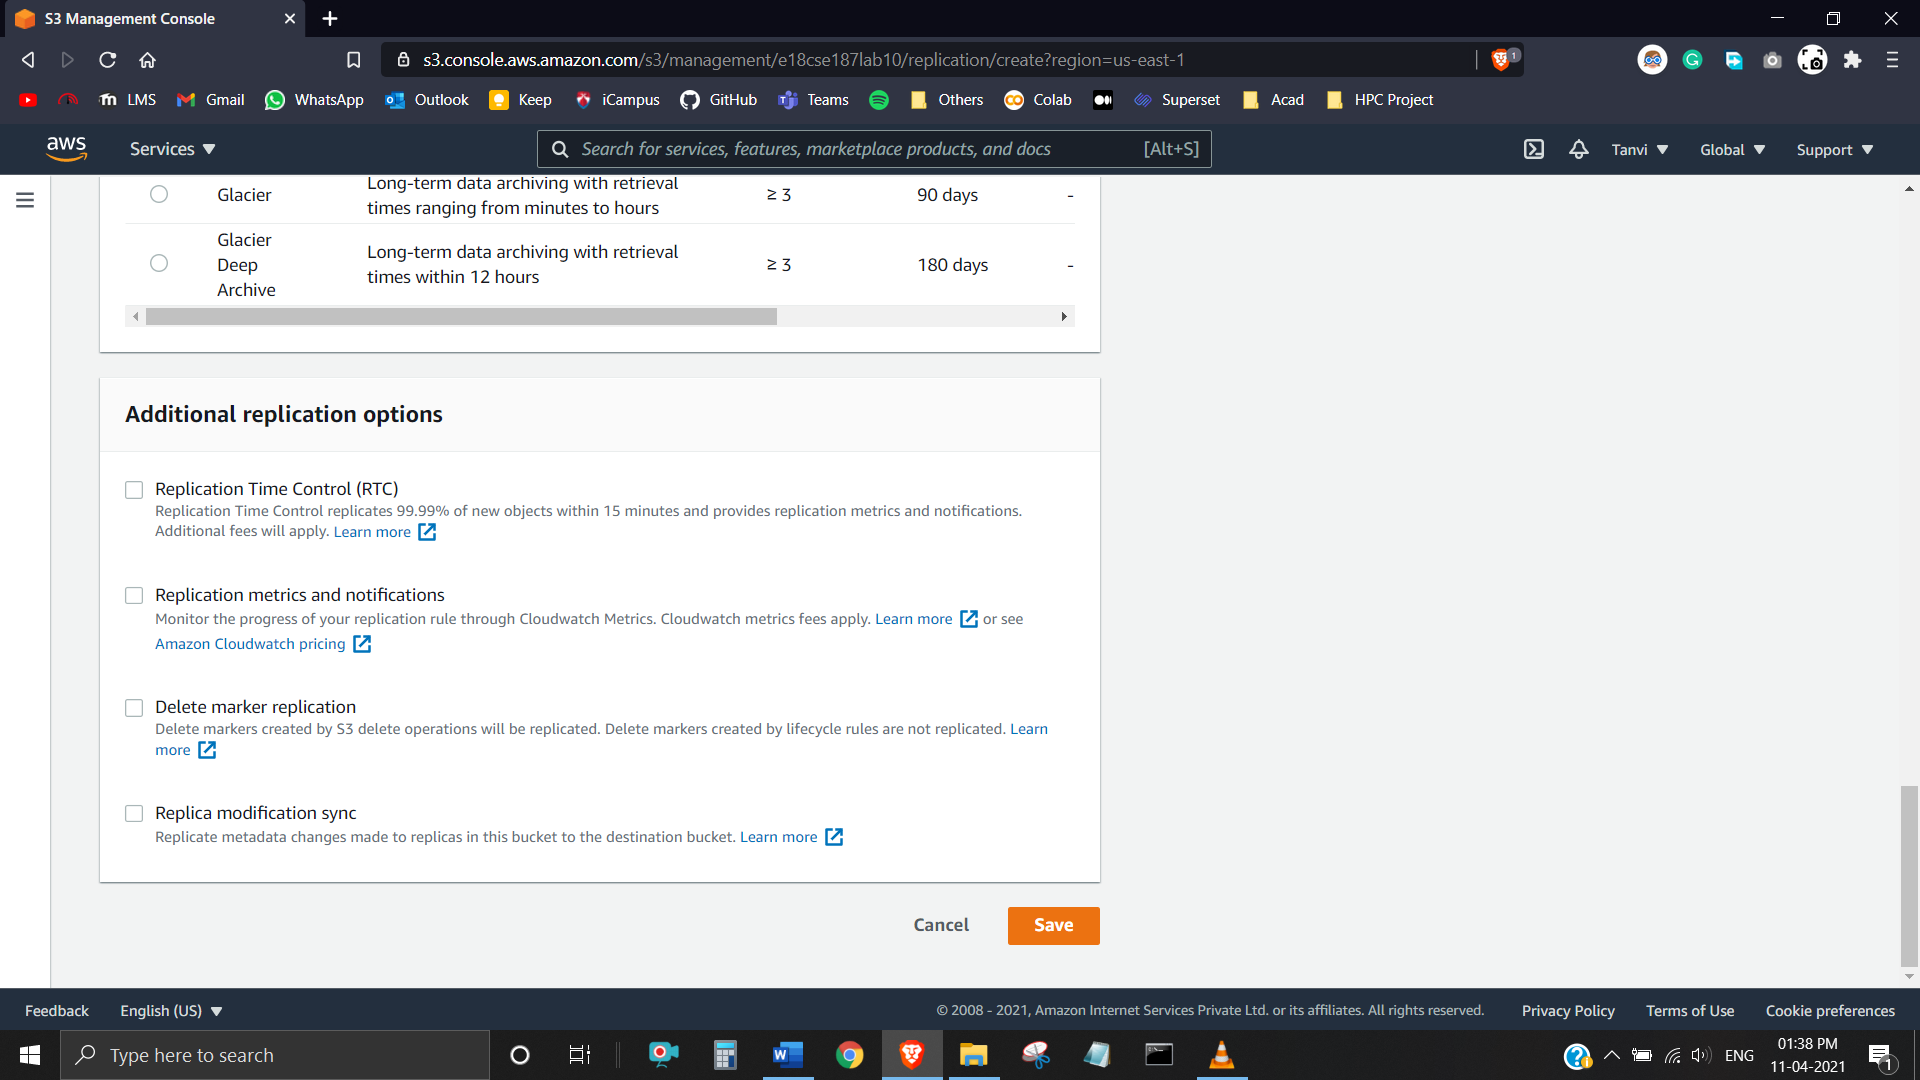 S3 Management Console
s3.console.aws.amazon.com/s3/management/e18cse187lab10/replication/create?region=us-east-1
1
LMS Gmail WhatsApp Outlook Keep iCampus GitHub Teams Others Colab Superset Acad HPC Project
aws Services Search for services, features, marketplace products, and docs [Alt+S] Tanvi Global Support
Glacier
Long-term data archiving with retrieval
times ranging from minutes to hours
≥ 3
90 days
-
Glacier
Deep
Archive
Long-term data archiving with retrieval
times within 12 hours
≥ 3
180 days
-
Additional replication options
Replication Time Control (RTC)
Replication Time Control replicates 99.99% of new objects within 15 minutes and provides replication metrics and notifications.
Additional fees will apply. Learn more
Replication metrics and notifications
Monitor the progress of your replication rule through Cloudwatch Metrics. Cloudwatch metrics fees apply. Learn more or see
Amazon Cloudwatch pricing
Delete marker replication
Delete markers created by S3 delete operations will be replicated. Delete markers created by lifecycle rules are not replicated. Learn
more
Replica modification sync
Replicate metadata changes made to replicas in this bucket to the destination bucket. Learn more
Cancel Save
Feedback English (US) © 2008 - 2021, Amazon Internet Services Private Ltd. or its affiliates. All rights reserved. Privacy Policy Terms of Use Cookie preferences
Type here to search
ENG
01:38 PM
11-04-2021
1